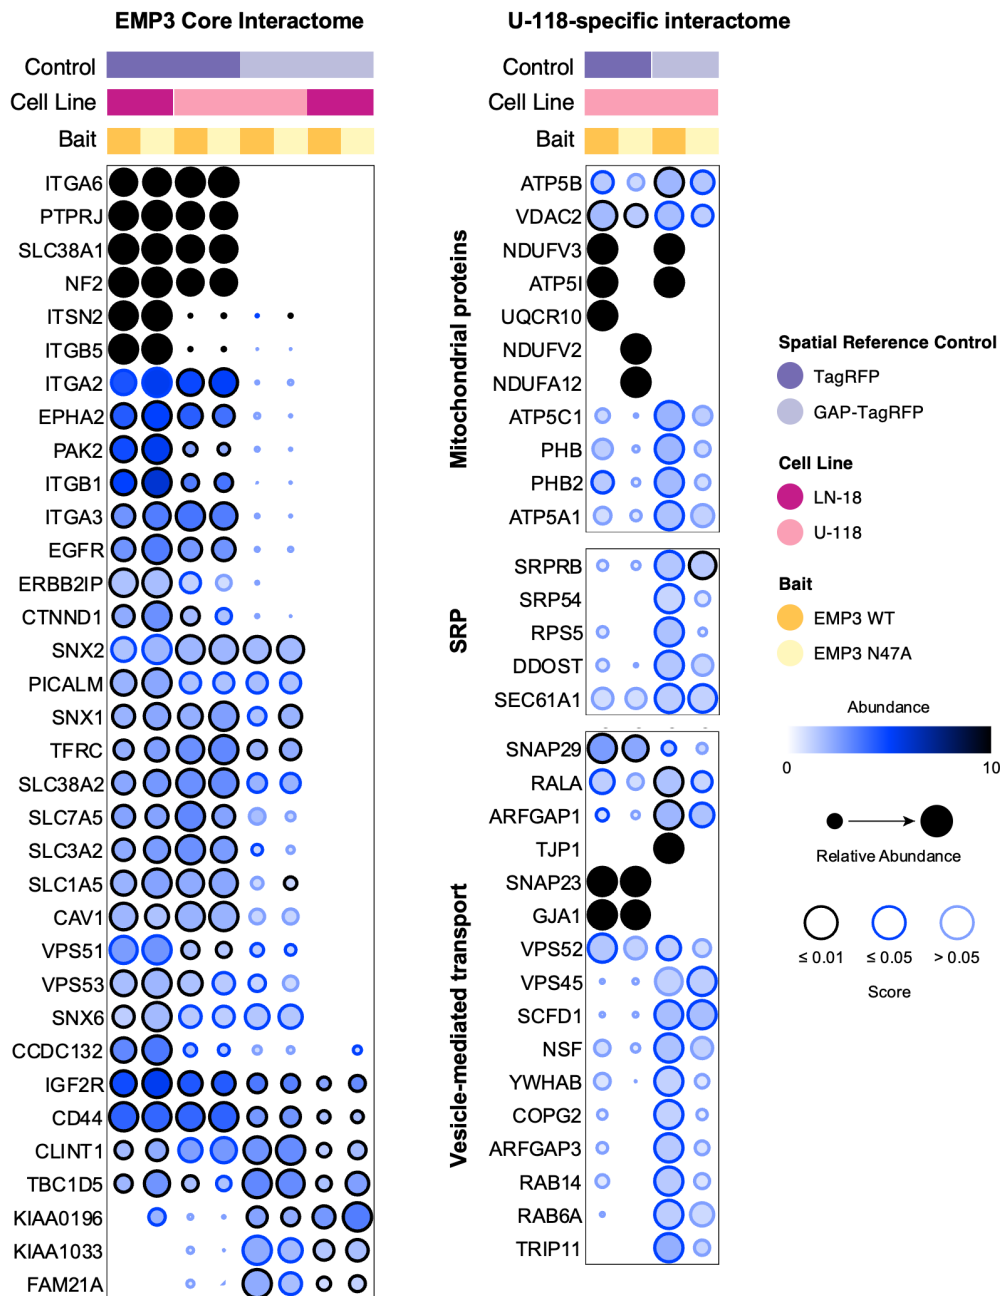 EMP3 Core Interactome
Control
Cell Line
Bait
ITGA6
PTPRJ
SLC38A1
NF2
ITSN2
ITGB5
ITGA2
EPHA2
PAK2
ITGB1
ITGA3
EGFR
ERBB2IP
CTNND1
SNX2
PICALM
SNX1
TFRC
SLC38A2
SLC7A5
SLC3A2
SLC1A5
CAV1
VPS51
VPS53
SNX6
CCDC132
IGF2R
CD44
CLINT1
TBC1D5
KIAA0196
KIAA1033
FAM21A
U-118-specific interactome
Control
Cell Line
Bait
Mitochondrial proteins
ATP5B
VDAC2
NDUFV3
ATP5I
UQCR10
NDUFV2
NDUFA12
ATP5C1
PHB
PHB2
ATP5A1
SRP
SRPRB
SRP54
RPS5
DDOST
SEC61A1
Vesicle-mediated transport
SNAP29
RALA
ARFGAP1
TJP1
SNAP23
GJA1
VPS52
VPS45
SCFD1
NSF
YWHAB
COPG2
ARFGAP3
RAB14
RAB6A
TRIP11
Spatial Reference Control
TagRFP
GAP-TagRFP
Cell Line
LN-18
U-118
Bait
EMP3 WT
EMP3 N47A
Abundance
0 10
Relative Abundance
≤ 0.01 ≤ 0.05 > 0.05
Score